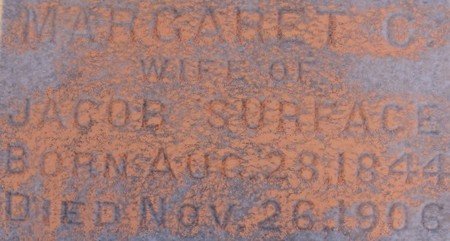 MARGARET C.
WIFE OF
JACOB SURFACE
BORN AUG. 28, 1844
DIED NOV. 26, 1906